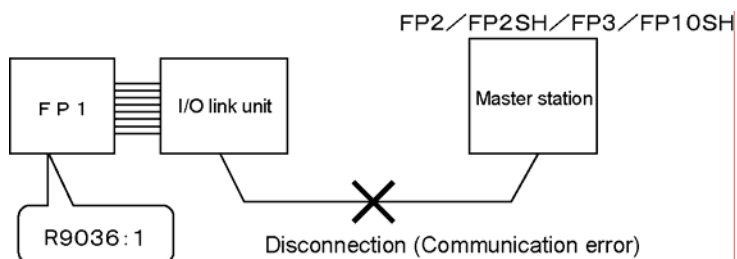 FP2／FP2SH／FP3／FP10SH
FP1
I/O link unit
Master station
R9036:1
Disconnection (Communication error)